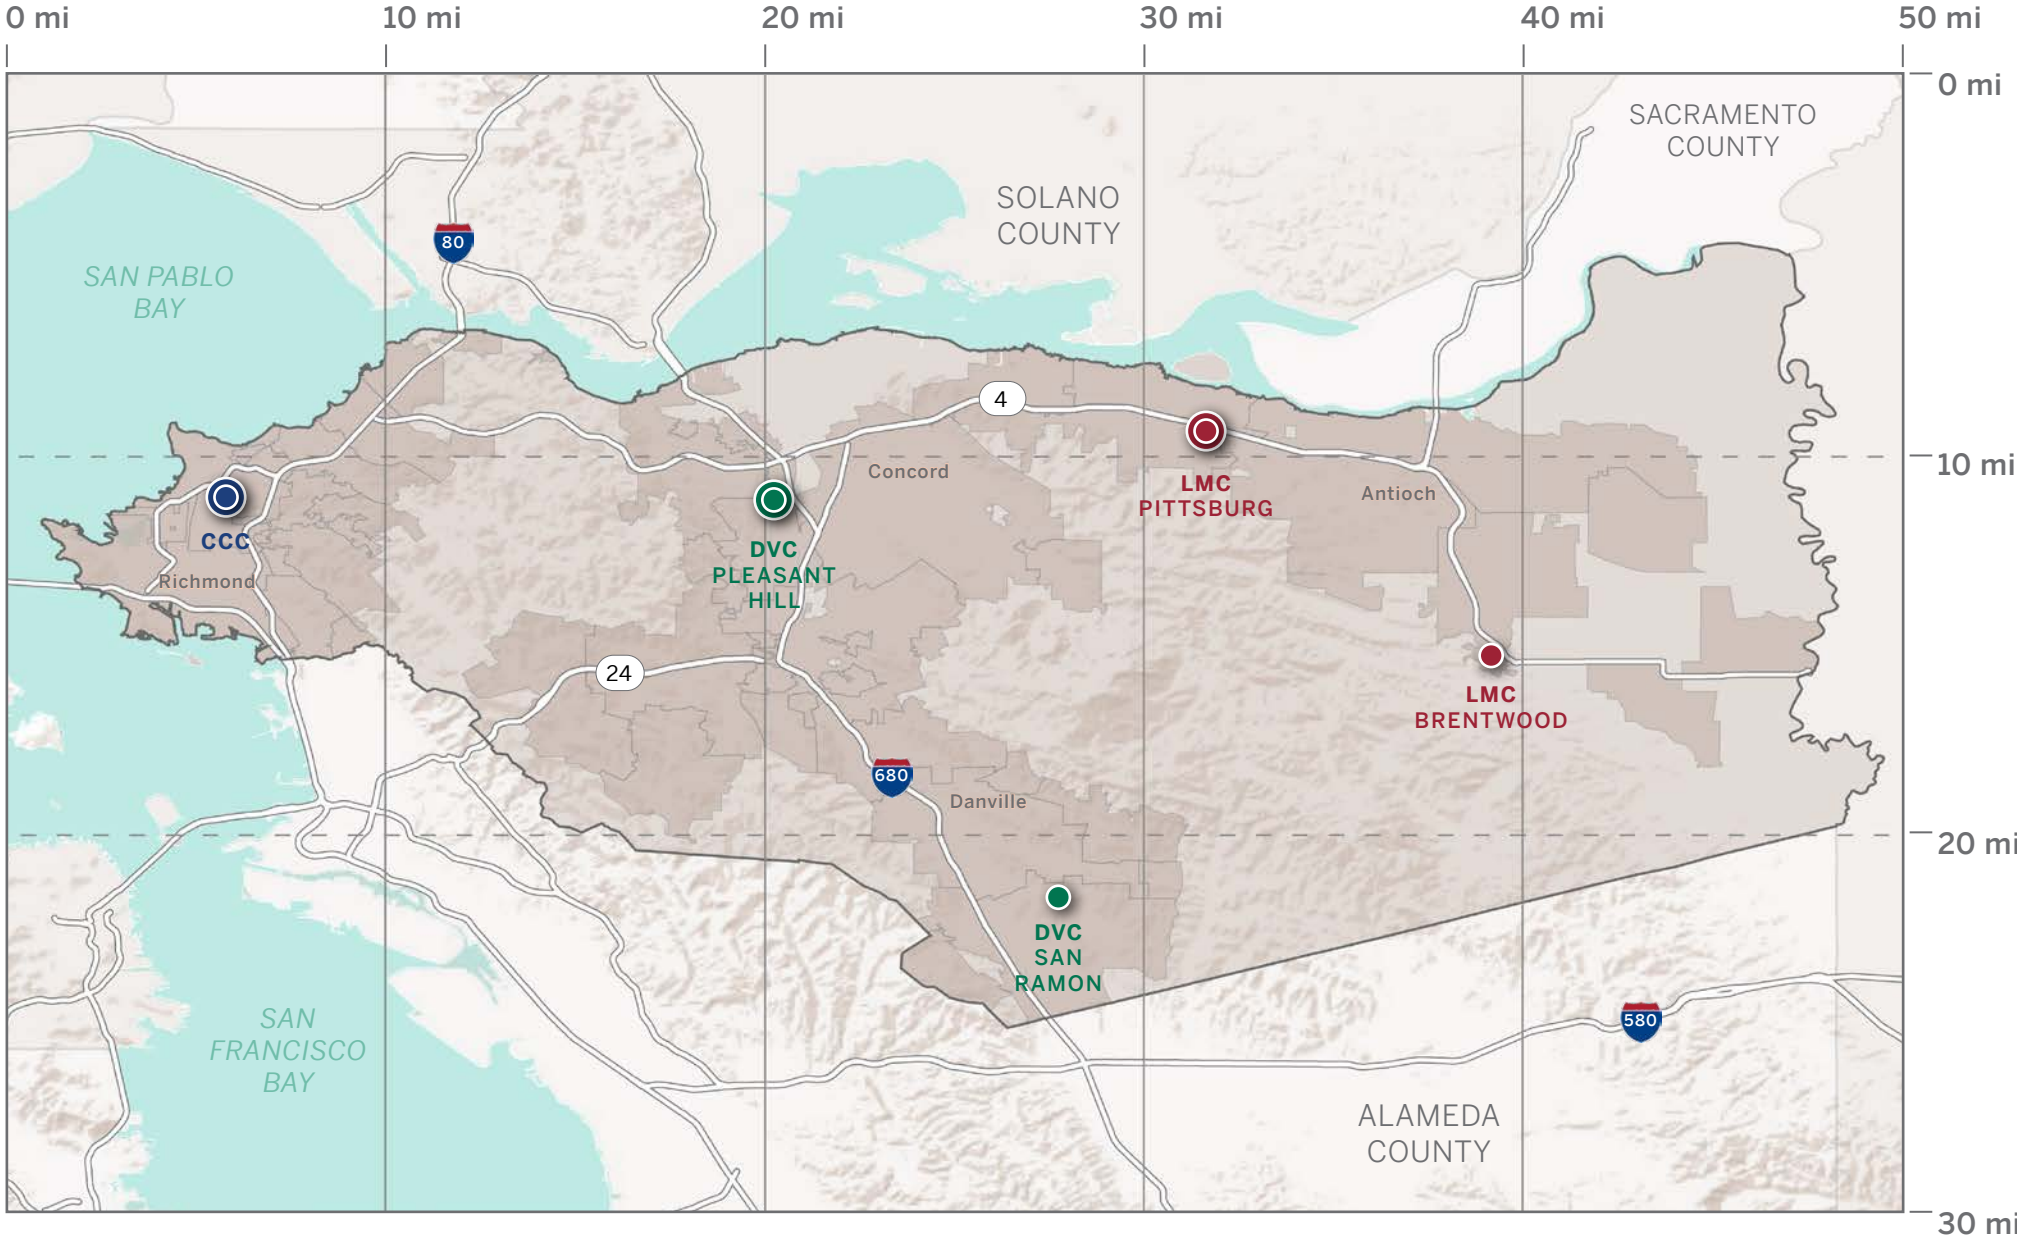 0 mi
10 mi
20 mi
30 mi
40 mi
50 mi
0 mi
10 mi
20 mi
30 mi
SACRAMENTO
COUNTY
SOLANO
COUNTY
80
SAN PABLO
BAY
4
Concord
LMC
PITTSBURG
Antioch
CCC
Richmond
DVC
PLEASANT
HILL
24
LMC
BRENTWOOD
680
Danville
DVC
SAN
RAMON
SAN
FRANCISCO
BAY
580
ALAMEDA
COUNTY